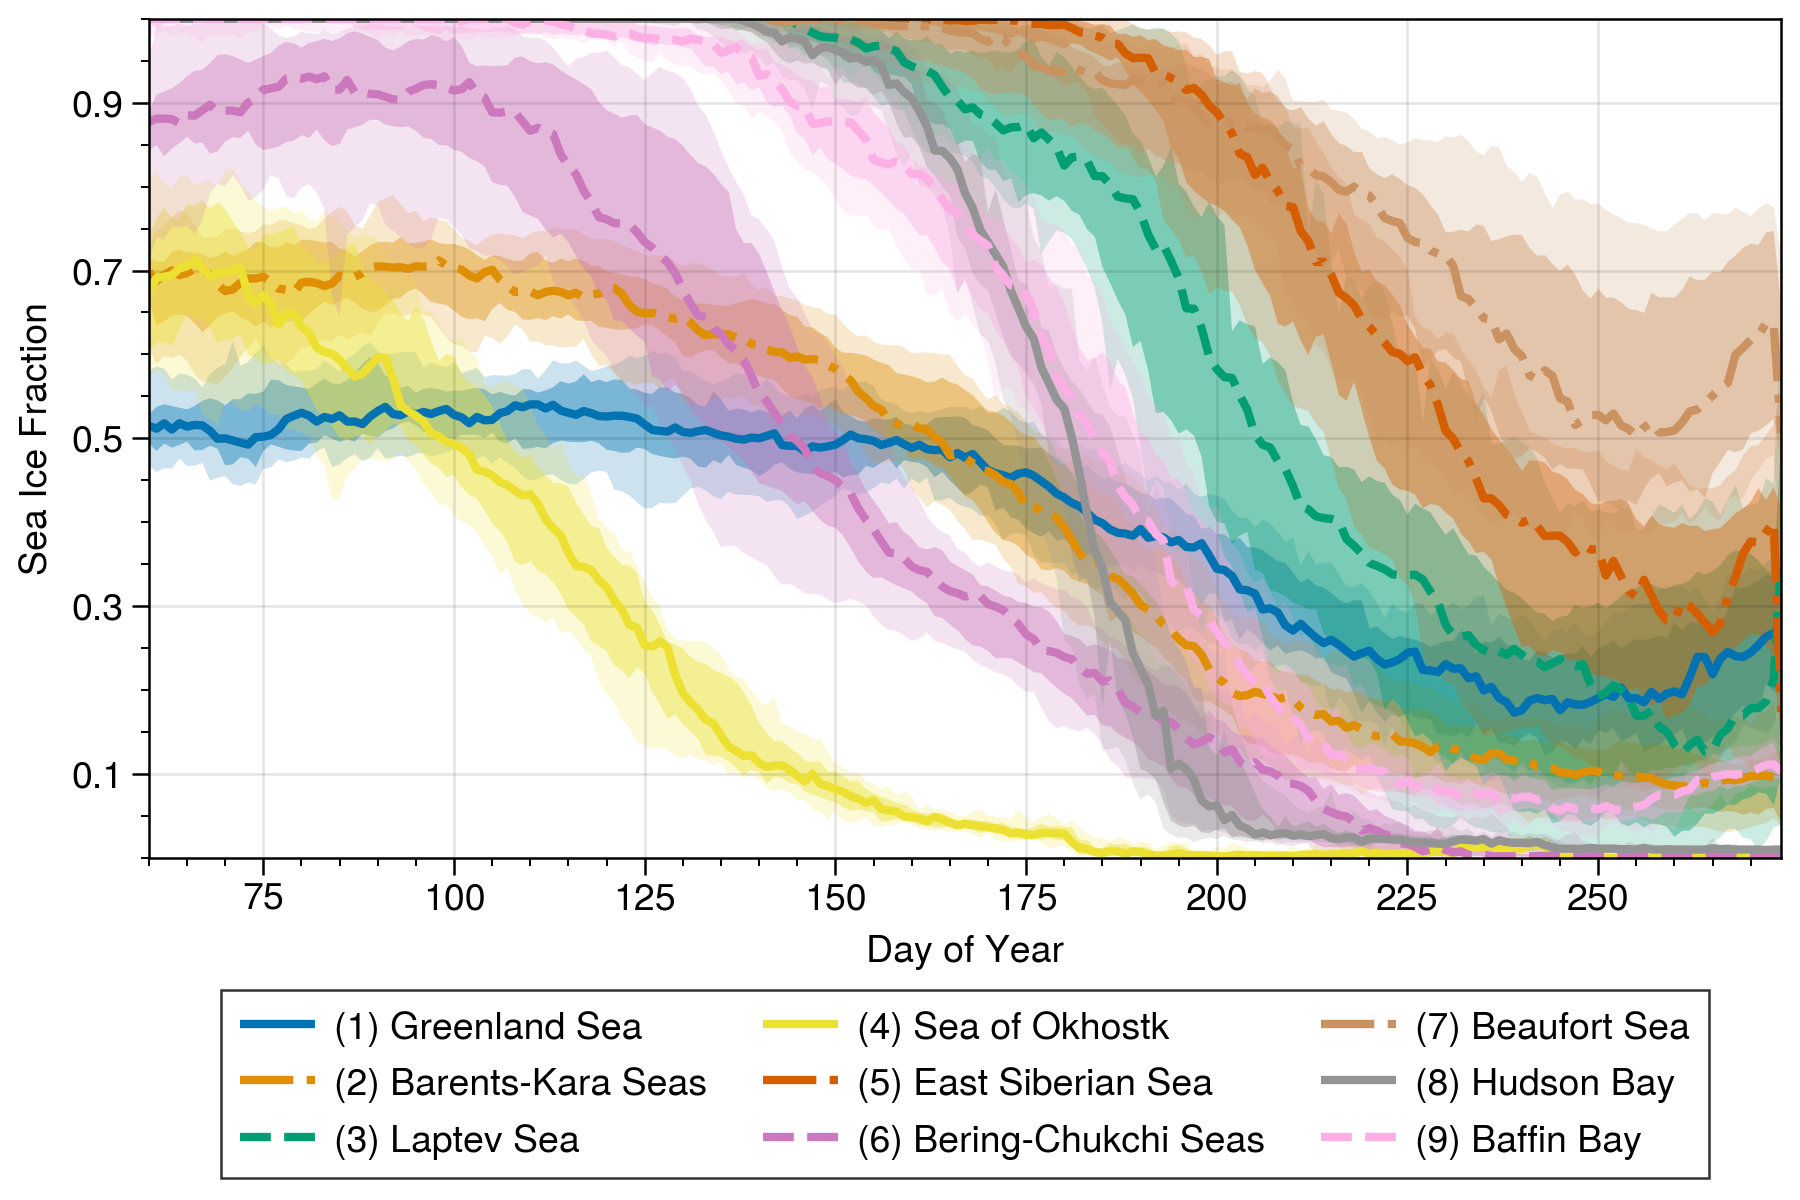 0.9
0.7
0.5
0.3
0.1
Sea Ice Fraction
75 100 125 150 175 200 225 250
Day of Year
(1) Greenland Sea
(2) Barents-Kara Seas
(3) Laptev Sea
(4) Sea of Okhostk
(5) East Siberian Sea
(6) Bering-Chukchi Seas
(7) Beaufort Sea
(8) Hudson Bay
(9) Baffin Bay